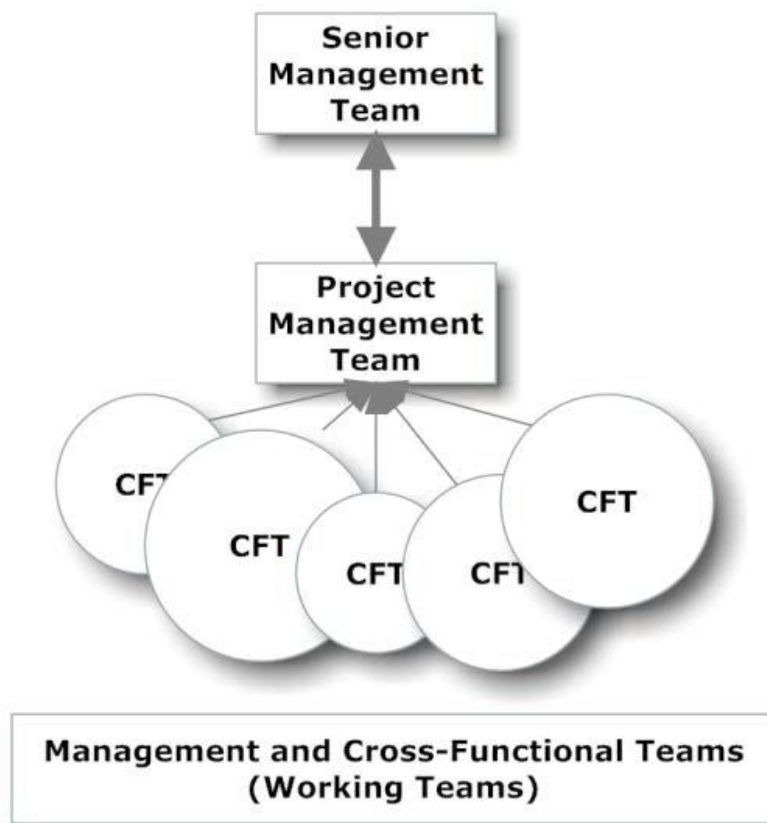 Senior
Management
Team
Project
Management
Team
CFT
CFT
CFT
CFT
CFT
Management and Cross-Functional Teams
(Working Teams)